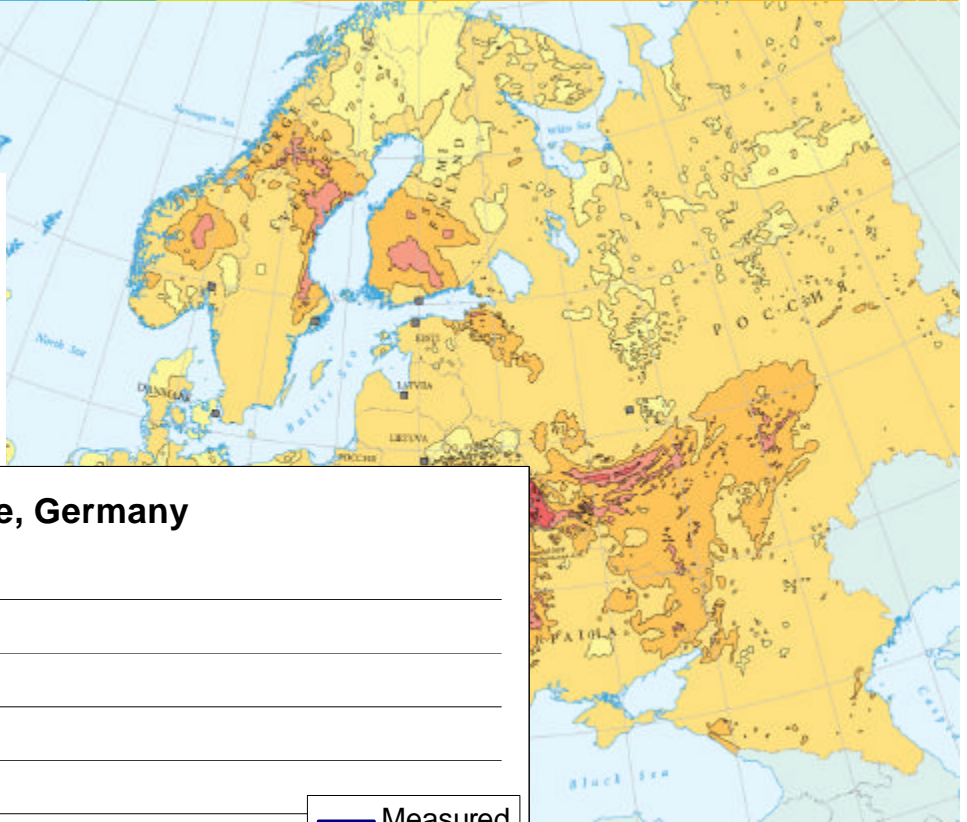 Norwegian Sea
White Sea
NORGE
SUOMI
FINLAND
РОССИЯ
North Sea
EESTI
DANMARK
LATVIJA
Baltic Sea
LIETUVA
РОССИЯ
e, Germany
Black Sea
Measured